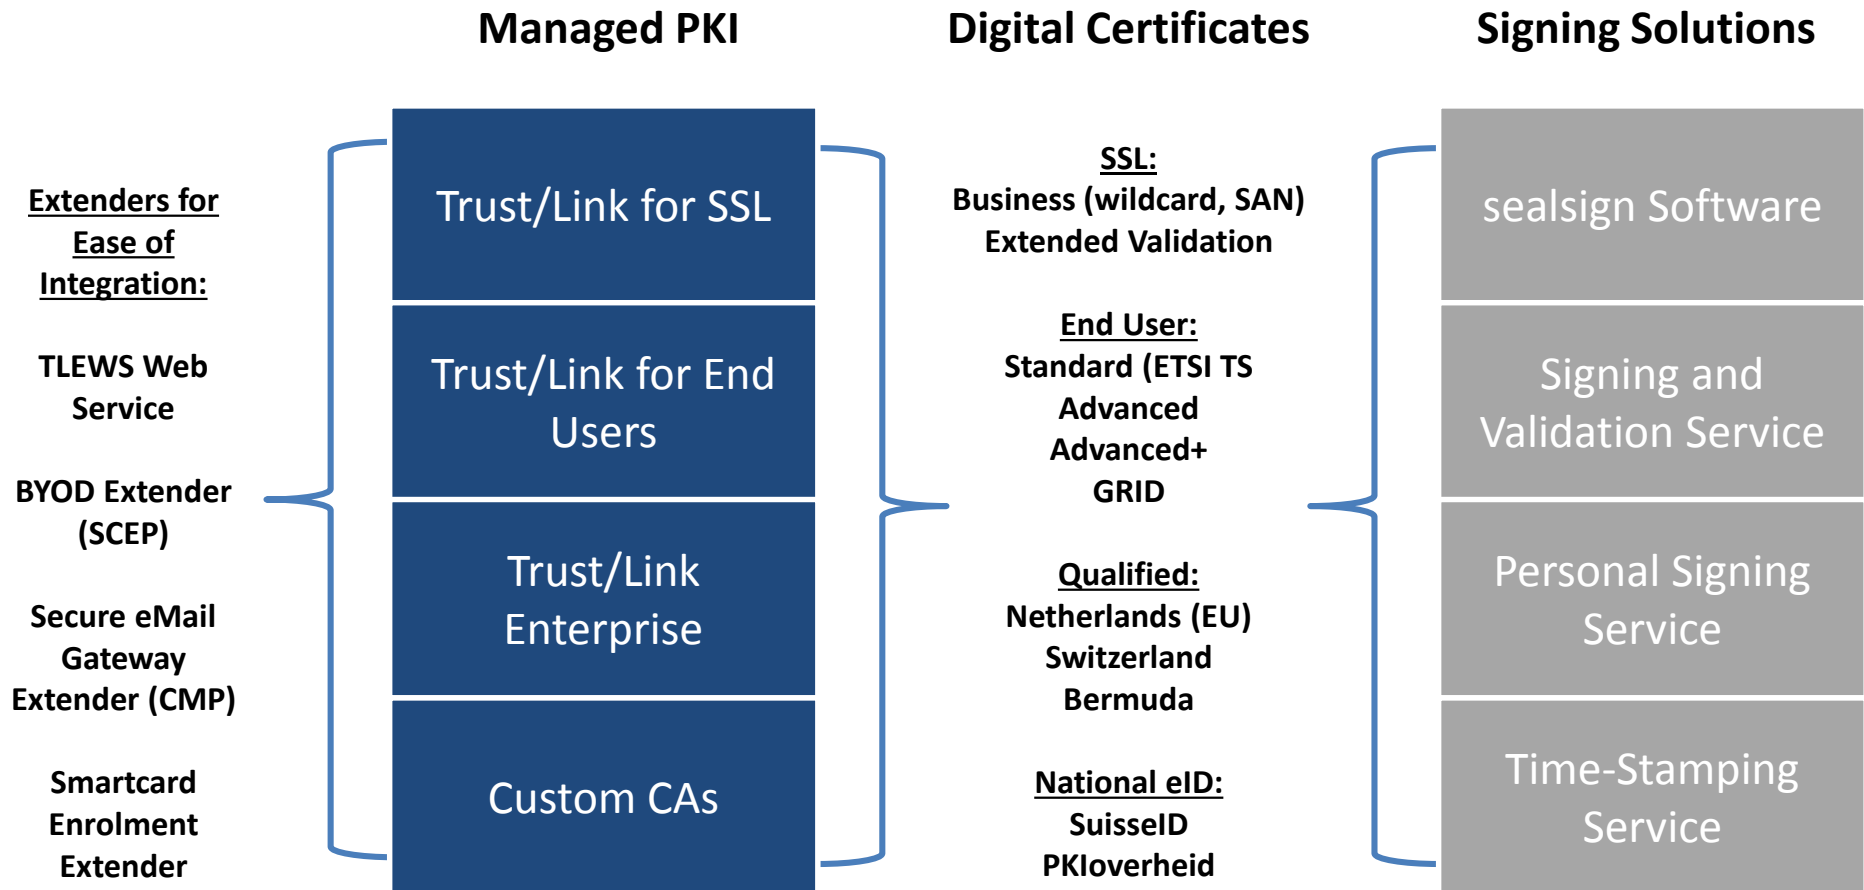 Managed PKI
Digital Certificates
Signing Solutions
Extenders for
Ease of
Integration:
TLEWS Web
Service
BYOD Extender
(SCEP)
Secure eMail
Gateway
Extender (CMP)
Smartcard
Enrolment
Extender
Trust/Link for SSL
Trust/Link for End
Users
Trust/Link
Enterprise
Custom CAs
SSL:
Business (wildcard, SAN)
Extended Validation
End User:
Standard (ETSI TS
Advanced
Advanced+
GRID
Qualified:
Netherlands (EU)
Switzerland
Bermuda
National eID:
SuisseID
PKIoverheid
sealsign Software
Signing and
Validation Service
Personal Signing
Service
Time-Stamping
Service